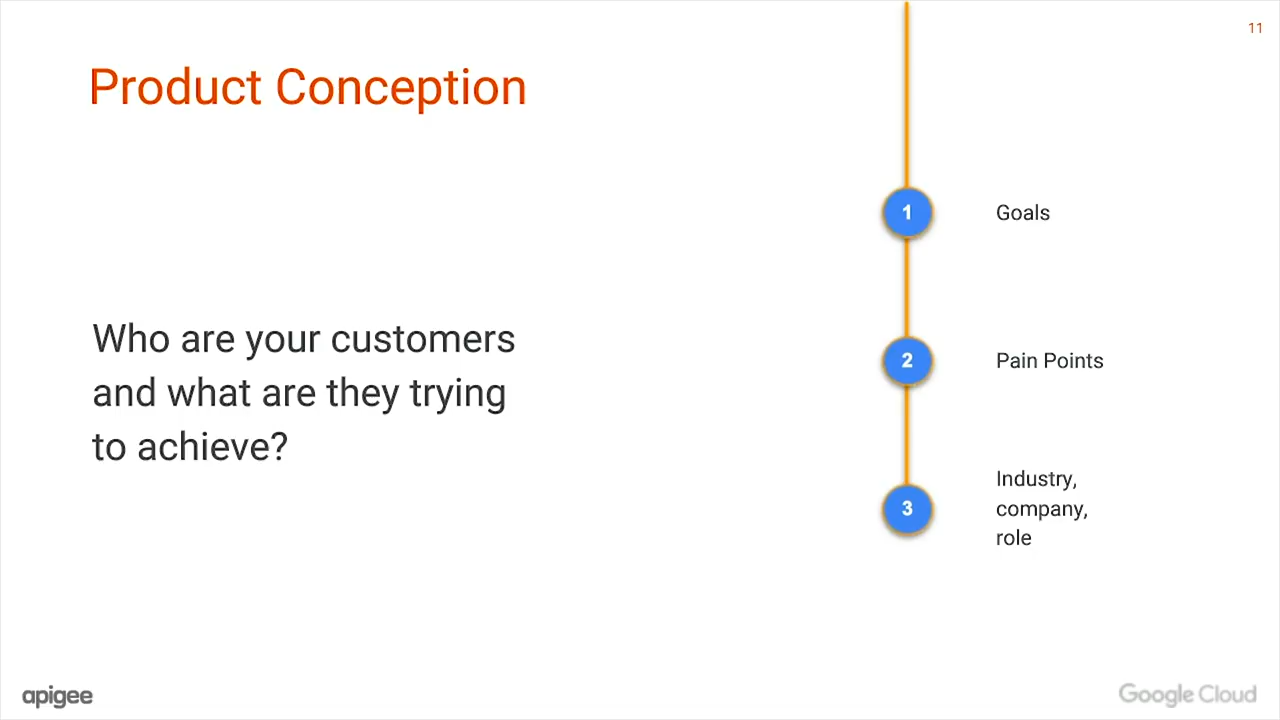 11
Product Conception
Who are your customers
and what are they trying
to achieve?
1
Goals
2
Pain Points
3
Industry,
company,
role
apigee
Google Cloud